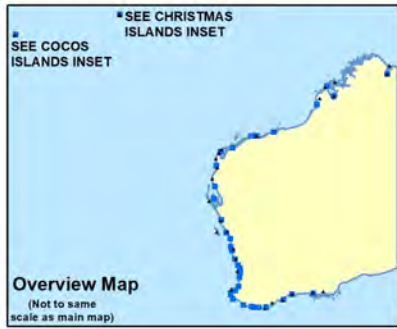 SEE CHRISTMAS
ISLANDS INSET
SEE COCOS
ISLANDS INSET
Overview Map
(Not to same
scale as main map)